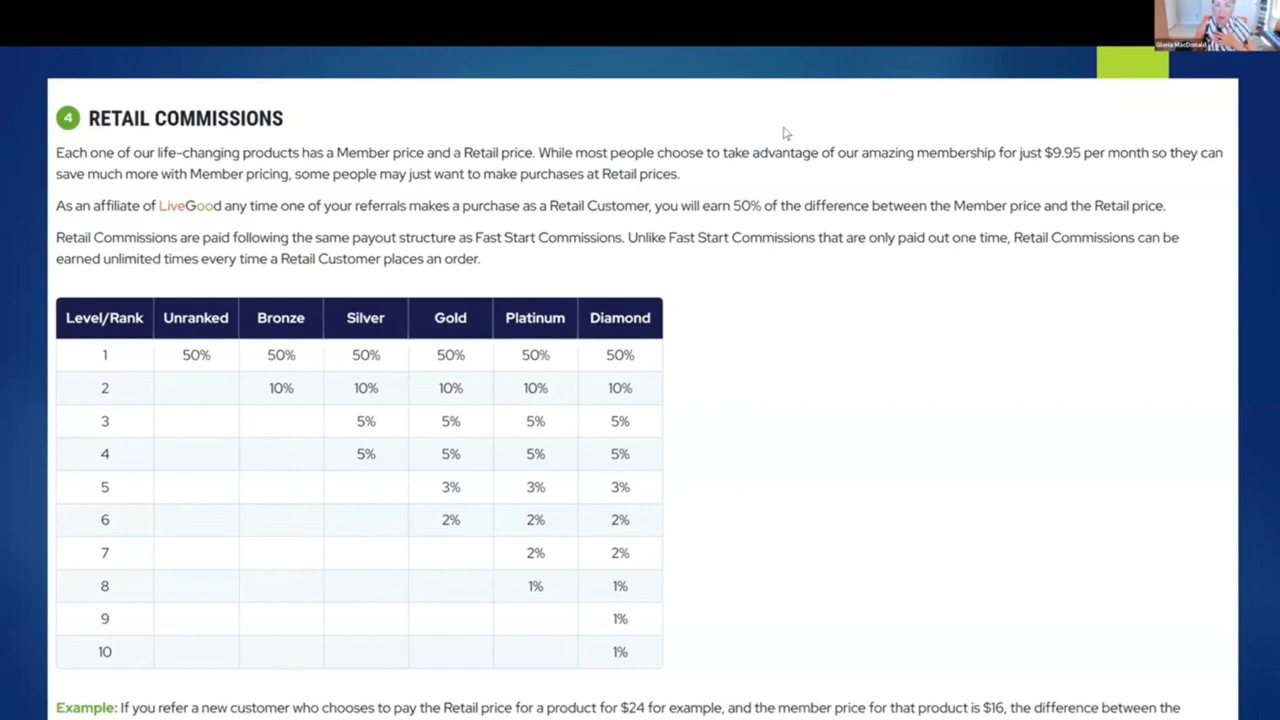 Gloria MacDonald
4 RETAIL COMMISSIONS
Each one of our life-changing products has a Member price and a Retail price. While most people choose to take advantage of our amazing membership for just $9.95 per month so they can
save much more with Member pricing, some people may just want to make purchases at Retail prices.
As an affiliate of LiveGood any time one of your referrals makes a purchase as a Retail Customer, you will earn 50% of the difference between the Member price and the Retail price.
Retail Commissions are paid following the same payout structure as Fast Start Commissions. Unlike Fast Start Commissions that are only paid out one time, Retail Commissions can be
earned unlimited times every time a Retail Customer places an order.
Level/Rank Unranked Bronze Silver Gold Platinum Diamond
1 50% 50% 50% 50% 50% 50%
2 10% 10% 10% 10% 10%
3 5% 5% 5% 5%
4 5% 5% 5% 5%
5 3% 3% 3%
6 2% 2% 2%
7 2% 2%
8 1% 1%
9 1%
10 1%
Example: If you refer a new customer who chooses to pay the Retail price for a product for $24 for example, and the member price for that product is $16, the difference between the